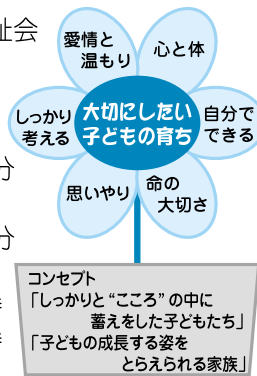 祉会
愛情と
温もり
心と体
しっかり
考える
大切にしたい
子どもの育ち
自分で
できる
分
思いやり
命の
大切さ
分
コンセプト
「しっかりと“こころ”の中に
蓄えをした子どもたち」
「子どもの成長する姿を
とらえられる家族」